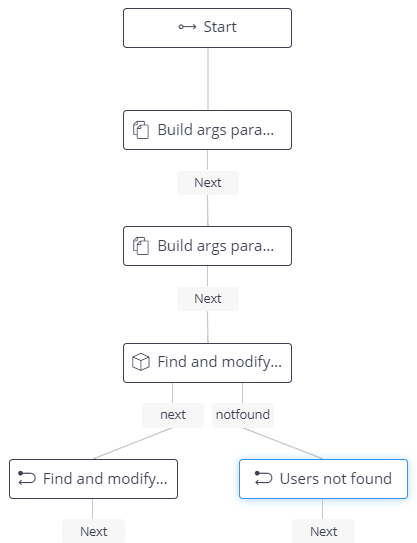 Start
Build args para...
Next
Build args para...
Next
Find and modify...
next
notfound
Find and modify...
Users not found
Next
Next